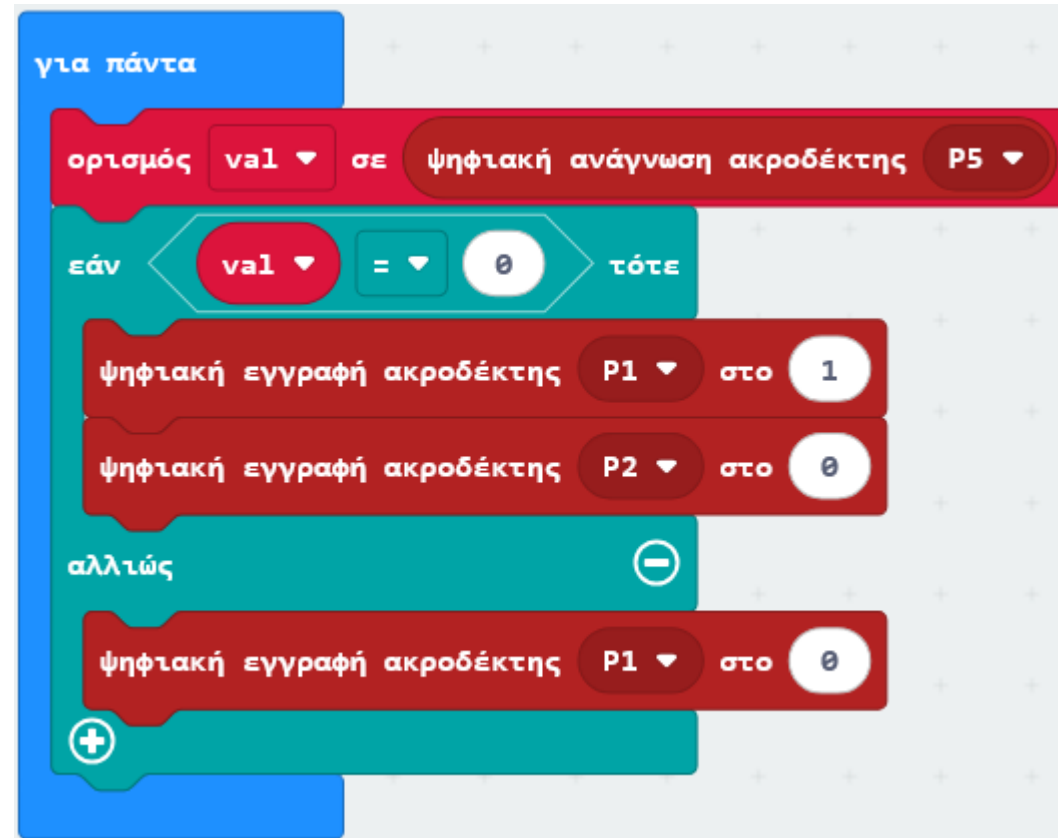 για πάντα
ορισμός val σε ψηφιακή ανάγνωση ακροδέκτης P5
εάν val = 0 τότε
ψηφιακή εγγραφή ακροδέκτης P1 στο 1
ψηφιακή εγγραφή ακροδέκτης P2 στο 0
αλλιώς
ψηφιακή εγγραφή ακροδέκτης P1 στο 0